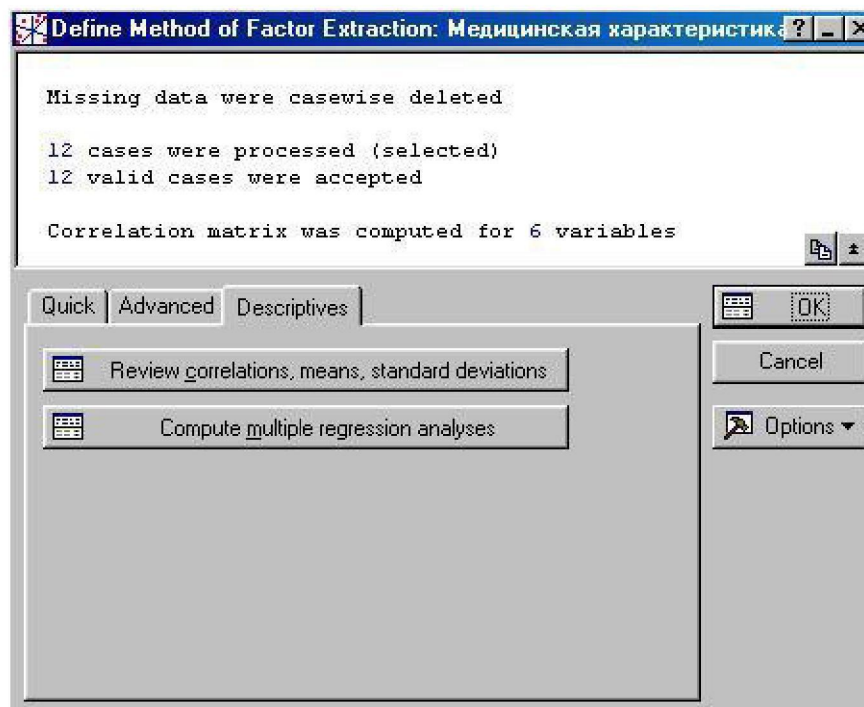 Define Method of Factor Extraction: Медицинская характеристика
Missing data were casewise deleted
12 cases were processed (selected)
12 valid cases were accepted
Correlation matrix was computed for 6 variables
Quick Advanced Descriptives
Review correlations, means, standard deviations
Compute multiple regression analyses
OK
Cancel
Options